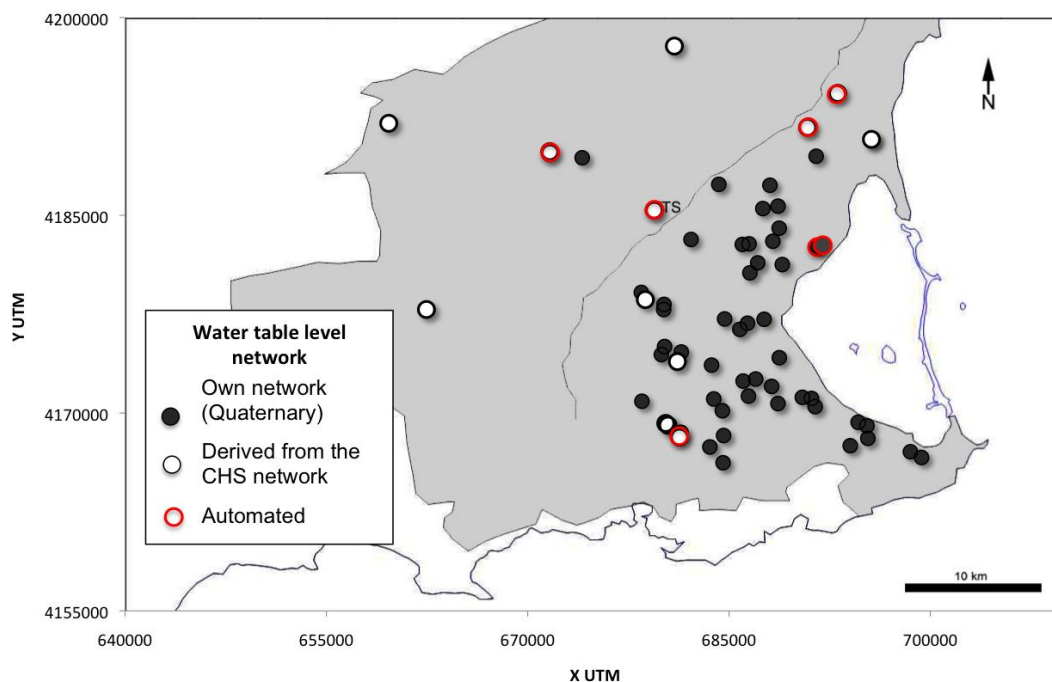 4200000
N
4185000
TS
Y UTM
Water table level
network
Own network
(Quaternary)
Derived from the
CHS network
Automated
4170000
10 km
4155000
640000 655000 670000 685000 700000
X UTM